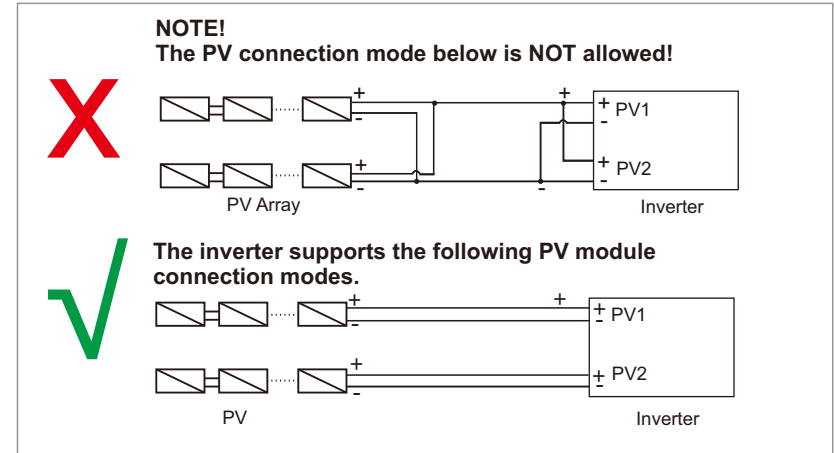 NOTE!
The PV connection mode below is NOT allowed!
X
+ +
+ PV1
- -
+ +
PV2
- - -
PV Array
Inverter
The inverter supports the following PV module
connection modes.
√
+ +
+ PV1
- -
+
+ PV2
- -
PV
Inverter